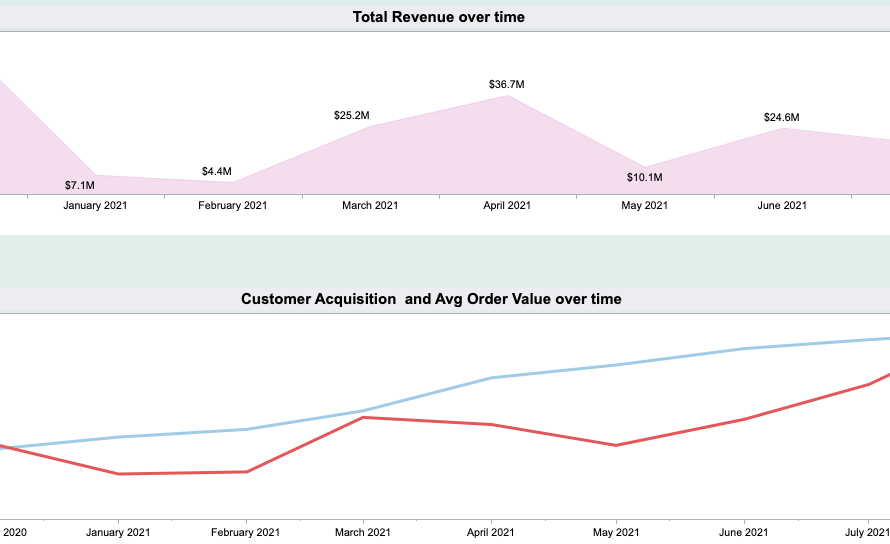 Total Revenue over time
$36.7M
$25.2M
$24.6M
$4.4M
$10.1M
$7.1M
January 2021 February 2021 March 2021 April 2021 May 2021 June 2021
Customer Acquisition  and Avg Order Value over time
2020 January 2021 February 2021 March 2021 April 2021 May 2021 June 2021 July 2021